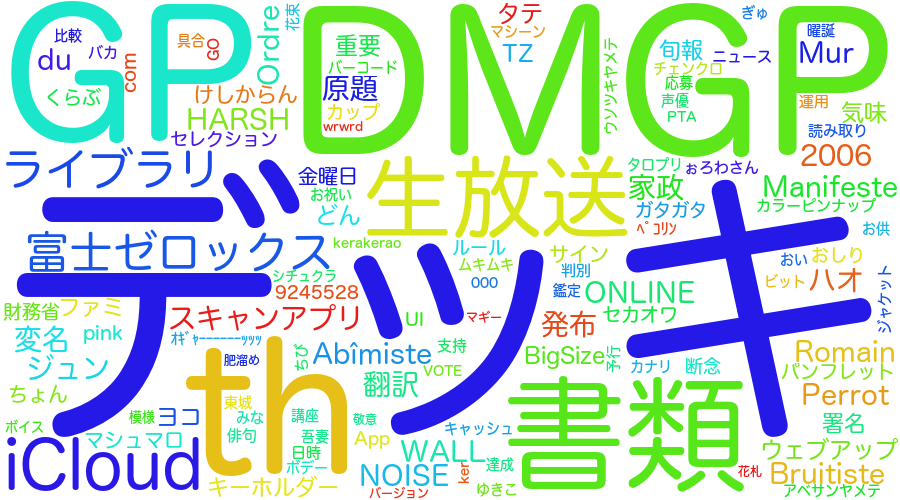 GP
DMGP
デッキ
th
書類
生放送
iCloud
ライブラリ
富士ゼロックス
スキャンアプリ
比較
具合
GO
花束
タテ
ぎゅ
曜誕
du
バカ
com
Ordre
重要
マシーン
TZ
旬報
ニュース
Mur
くらぶ
けしからん
バーコード
原題
チェンクロ
応募
運用
HARSH
カップ
wrwrd
ウンツキヤメテ
声優
PTA
気味
セレクション
読み取り
2006
金曜日
タロプリ
ぉろわさん
お祝い
家政
Manifeste
どん
ガタガタ
カラーピンナップ
kerakerao
ルール
サイン
ペコリン
お供
シチュクラ
ムキムキ
判別
おい
おしり
9245528
ooo
鑑定
ONLINE
ビット
ハオ
ジャケット
財務省
ファミ
UI
マギー
発布
セカオワ
変名
pink
オギャーーーーーーッッッ
Abîmiste
支持
BigSize
Romain
ジュン
肥溜め
ちび
VOTE
予行
カナリ
断念
パンフレット
翻訳
ちょん
東城
敬意
Perrot
ボイス
模様
ヨコ
みな
講座
キャッシュ
署名
マシュマロ
俳句
吾妻
App
WALL
ウェブアップ
日時
ボデー
NOISE
ker
達成
花札
Bruitiste
キーホルダー
バージョン
ゆきこ
アベサンヤメテ